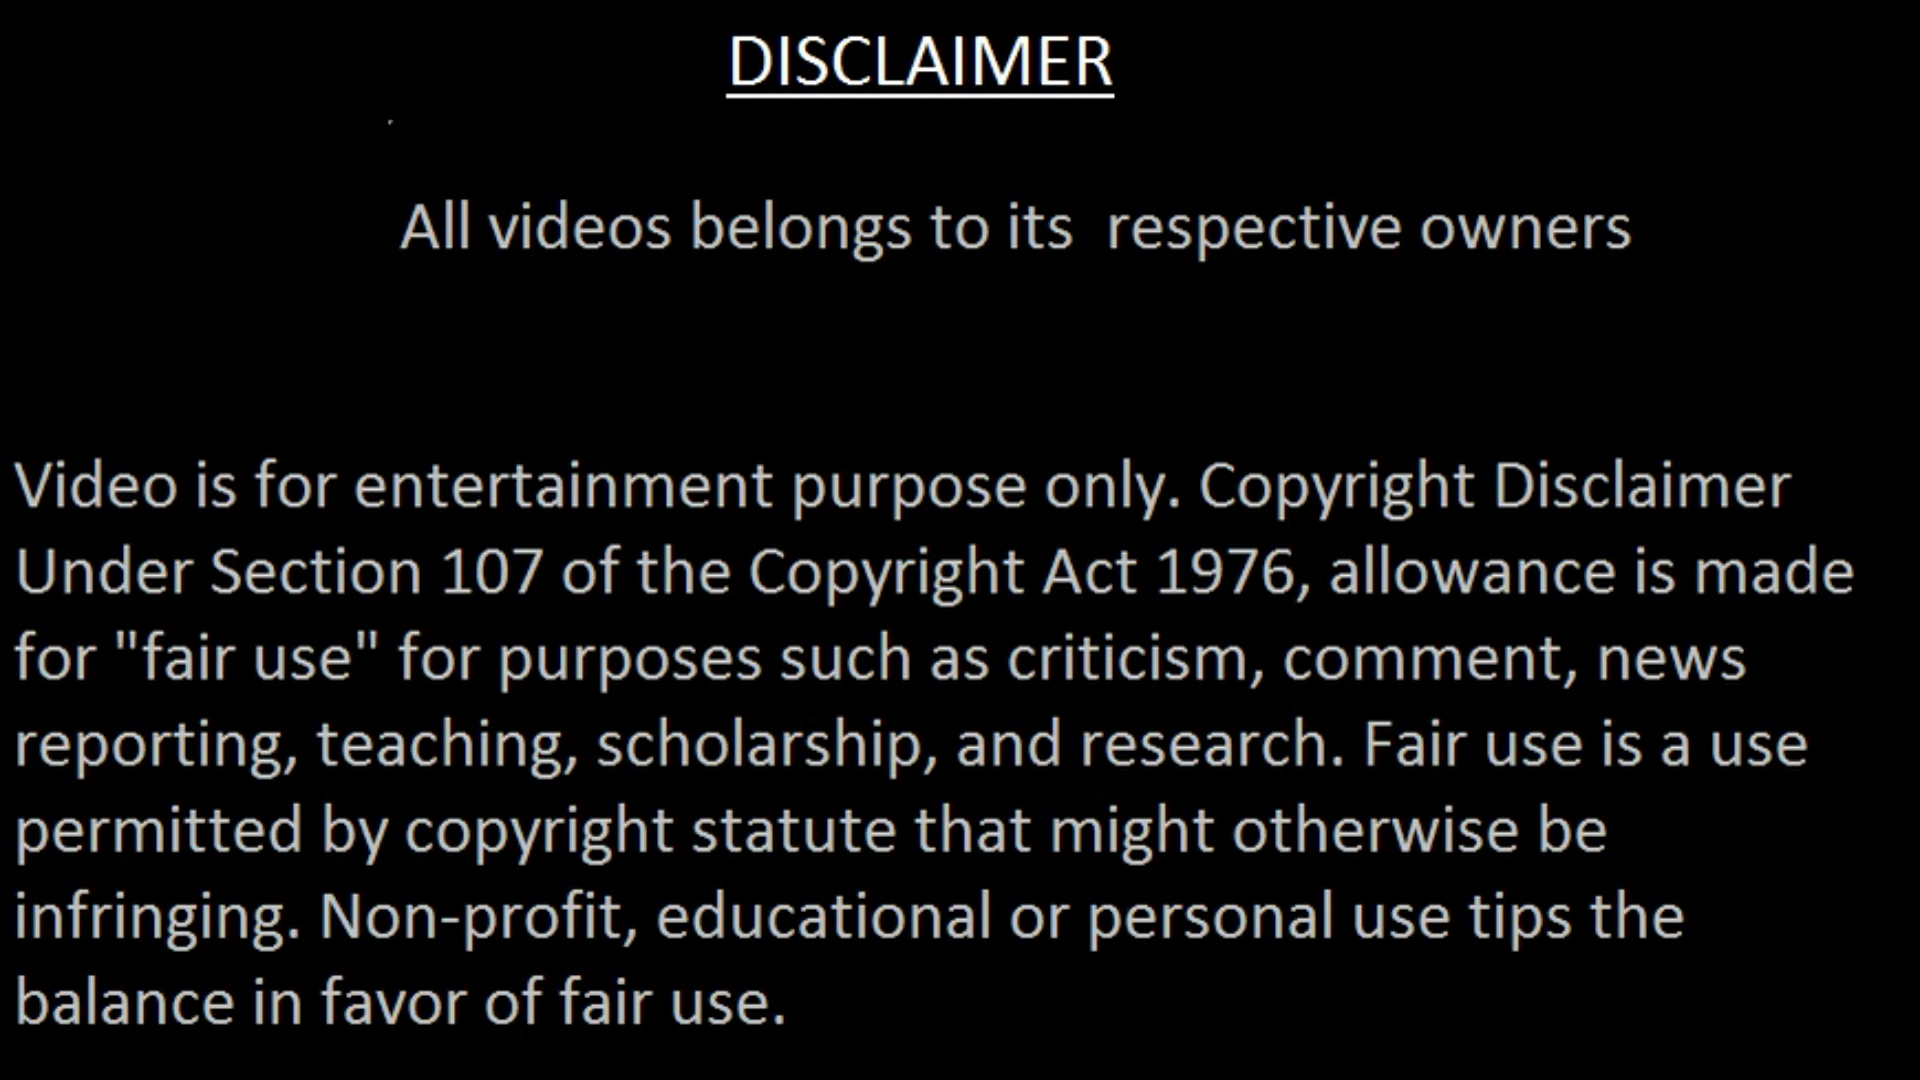 DISCLAIMER
All videos belongs to its  respective owners
Video is for entertainment purpose only. Copyright Disclaimer
Under Section 107 of the Copyright Act 1976, allowance is made
for "fair use" for purposes such as criticism, comment, news
reporting, teaching, scholarship, and research. Fair use is a use
permitted by copyright statute that might otherwise be
infringing. Non-profit, educational or personal use tips the
balance in favor of fair use.